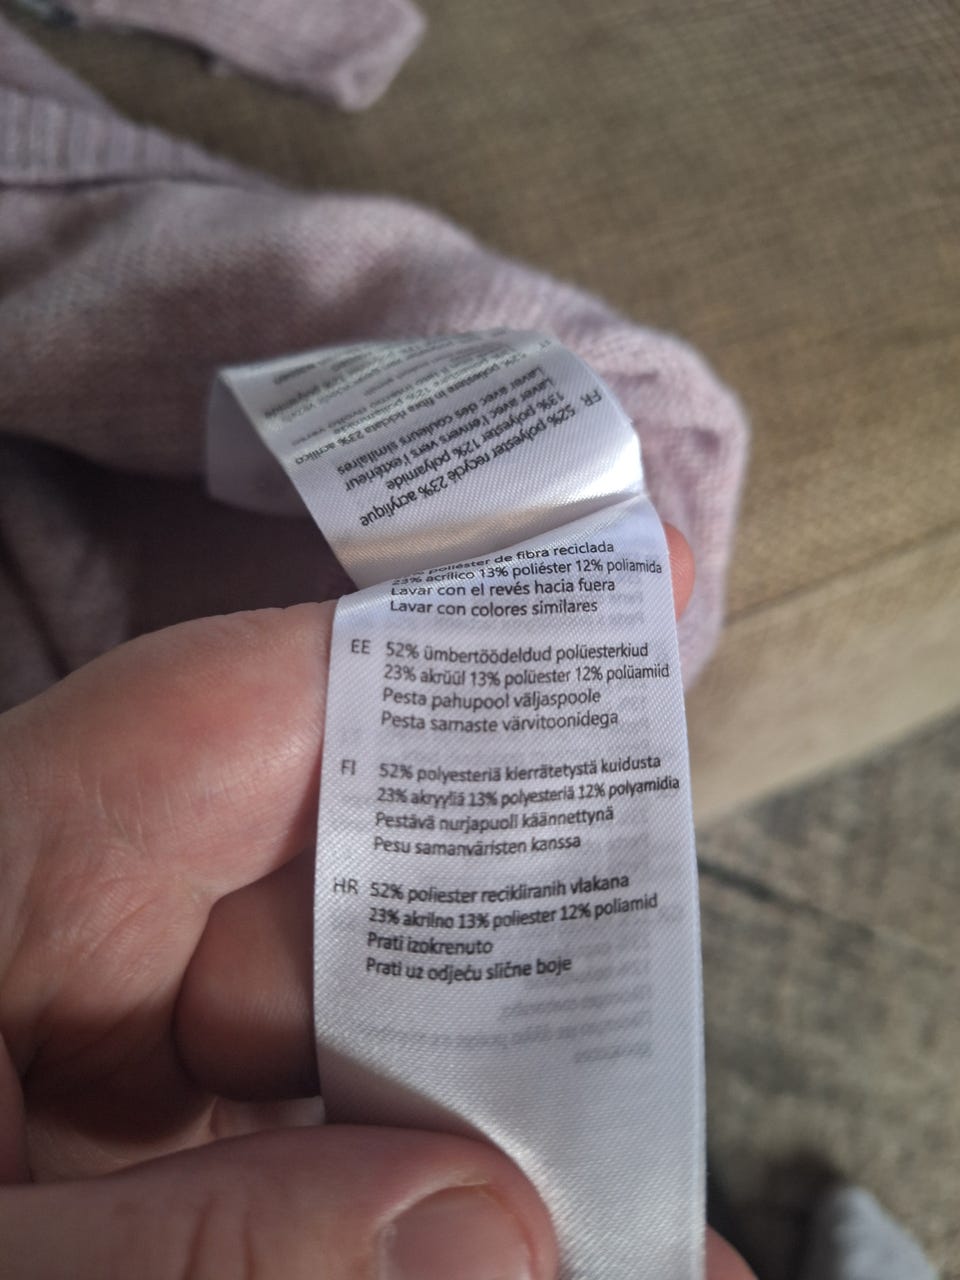 FR
52% polyester recyclé 23% acrylique
13% polyester 12% polyamide
Laver avec l'envers vers l'extérieur
Laver avec des couleurs similaires
poliéster de fibra reciclada
23% acrílico 13% poliéster 12% poliamida
Lavar con el revés hacia fuera
Lavar con colores similares
EE 52% ümbertöödeldud polüesterkiud
23% akrüül 13% polüester 12% polüamiid
Pesta pahupool väljaspoole
Pesta sarnaste värvitoonidega
FI 52% polyesteriä kierrätetystä kuidusta
23% akryyliä 13% polyesteriä 12% polyamidia
Pestävä nurjapuoli käännettynä
Pesu samanväristen kanssa
HR 52% poliester recikliranih vlakana
23% akrilno 13% poliester 12% poliamid
Prati izokrenuto
Prati uz odjeću slične boje